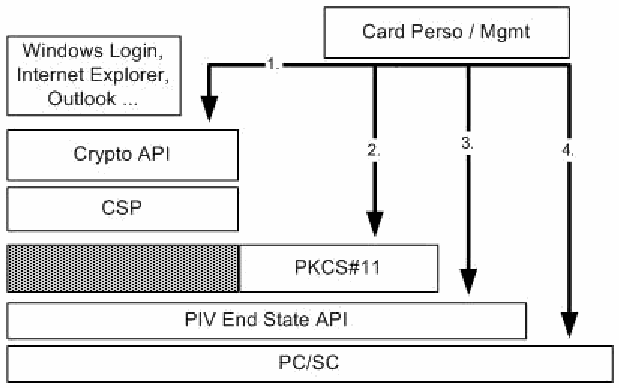 Card Perso / Mgmt
Windows Login,
Internet Explorer,
Outlook ...
1.
2.
3.
4.
Crypto API
CSP
PKCS#11
PIV End State API
PC/SC